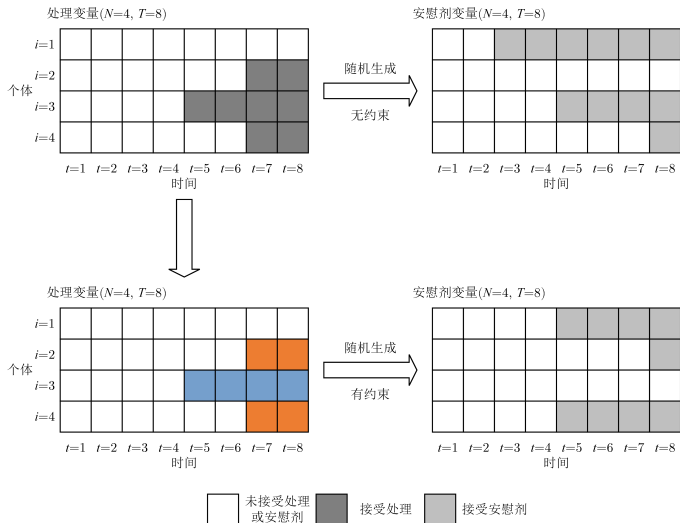 处理变量(N=4, T=8)
安慰剂变量(N=4, T=8)
i=1
i=2
i=3
i=4
个体
随机生成
无约束
t=1 t=2 t=3 t=4 t=5 t=6 t=7 t=8
时间
t=1 t=2 t=3 t=4 t=5 t=6 t=7 t=8
时间
处理变量(N=4, T=8)
安慰剂变量(N=4, T=8)
i=1
i=2
i=3
i=4
个体
随机生成
有约束
t=1 t=2 t=3 t=4 t=5 t=6 t=7 t=8
时间
t=1 t=2 t=3 t=4 t=5 t=6 t=7 t=8
时间
未接受处理
或安慰剂
接受处理
接受安慰剂